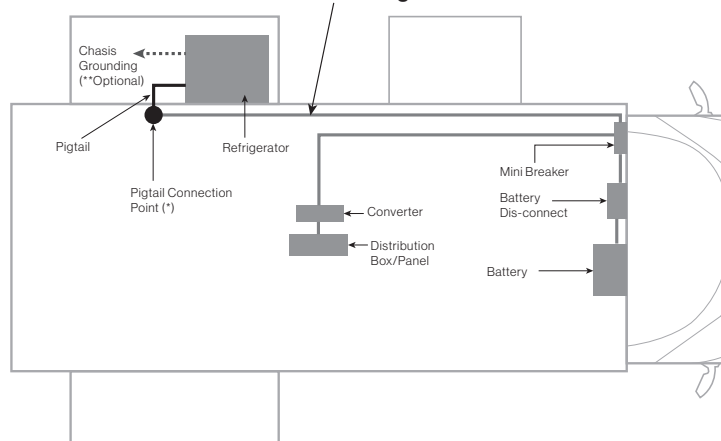 Chasis
Grounding
(**Optional)
Pigtail
Refrigerator
Pigtail Connection
Point (*)
Mini Breaker
Battery
Dis-connect
Converter
Distribution
Box/Panel
Battery